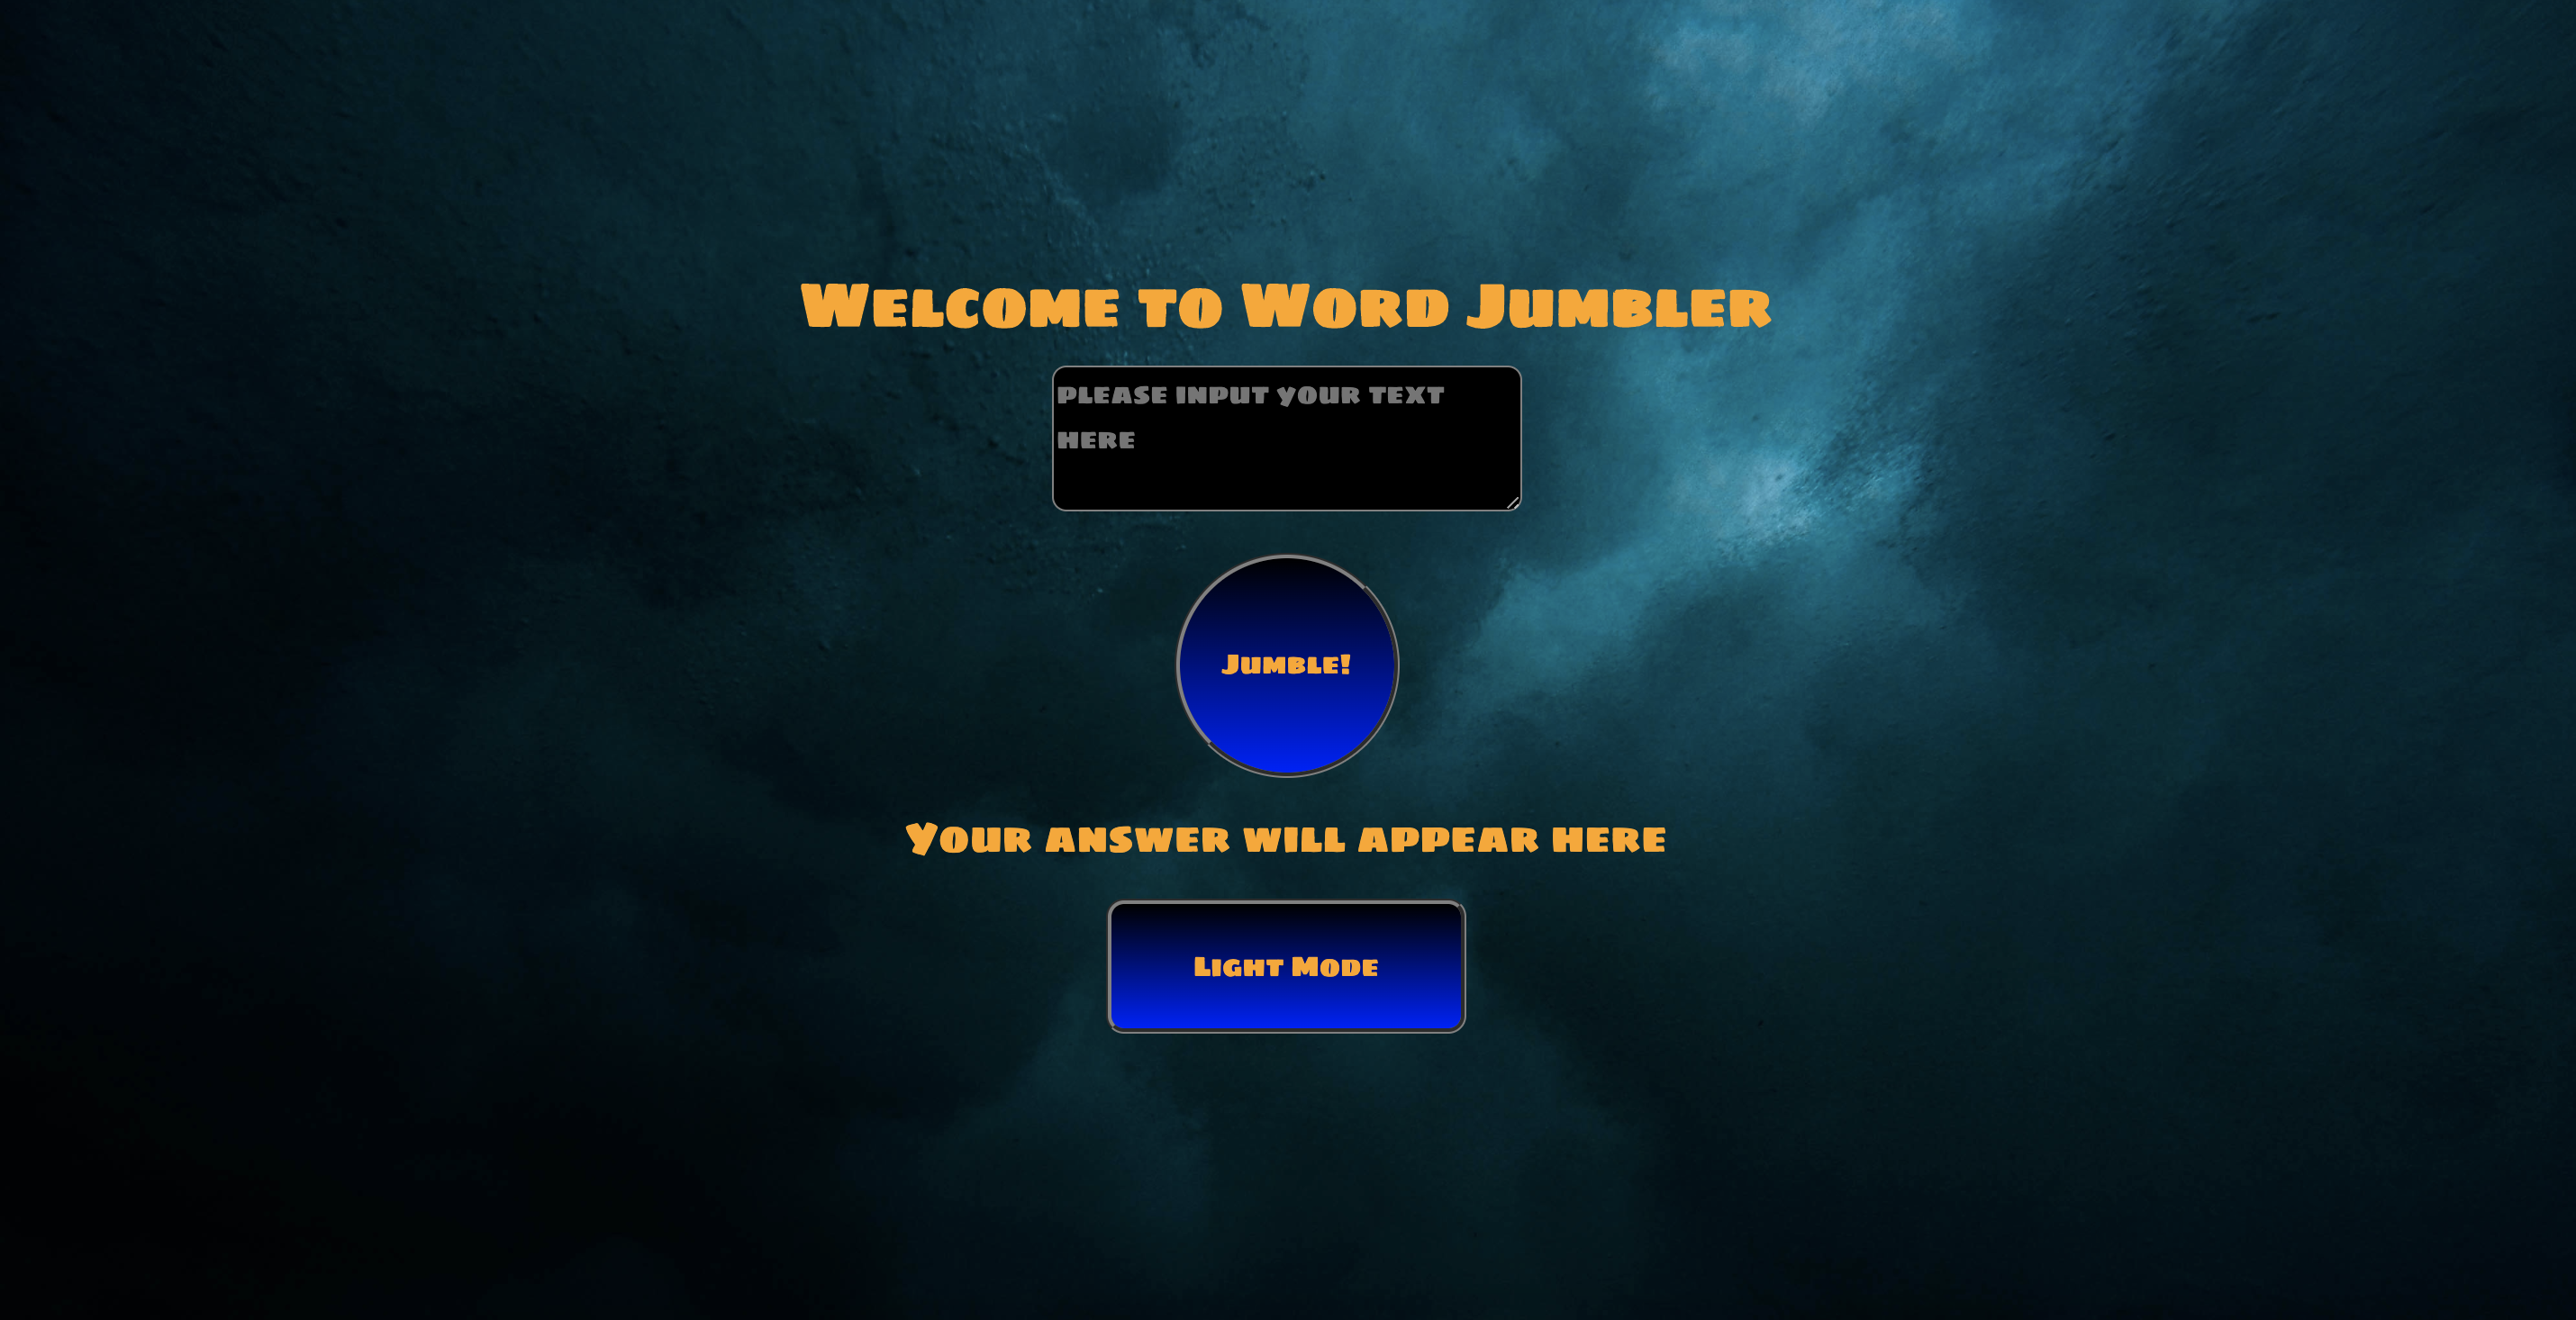 Welcome to Word Jumbler
please input your text
here
Jumble!
Your answer will appear here
Light Mode